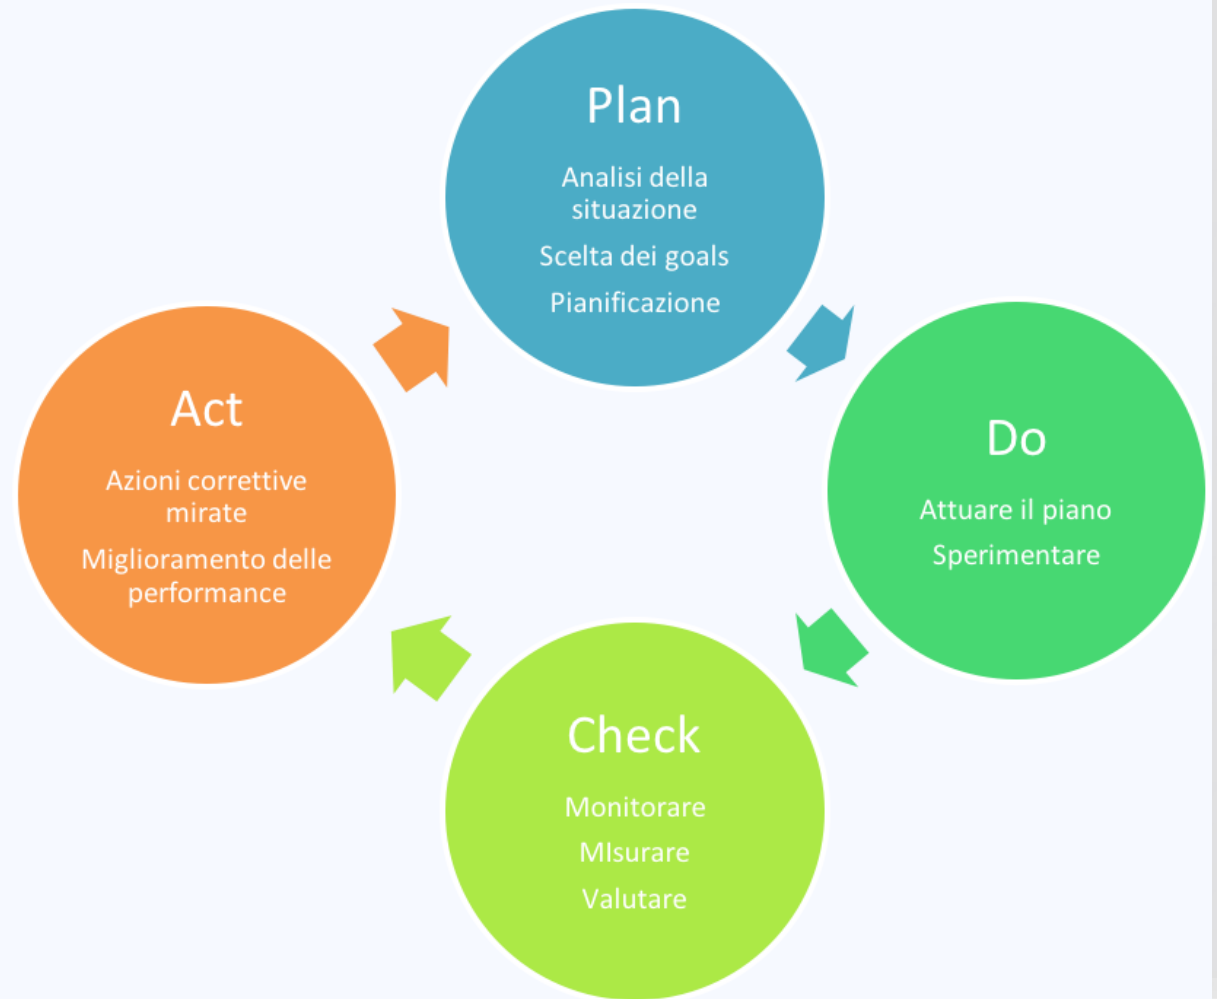 Plan
Analisi della
situazione
Scelta dei goals
Pianificazione
Do
Attuare il piano
Sperimentare
Check
Monitorare
MIsurare
Valutare
Act
Azioni correttive
mirate
Miglioramento delle
performance